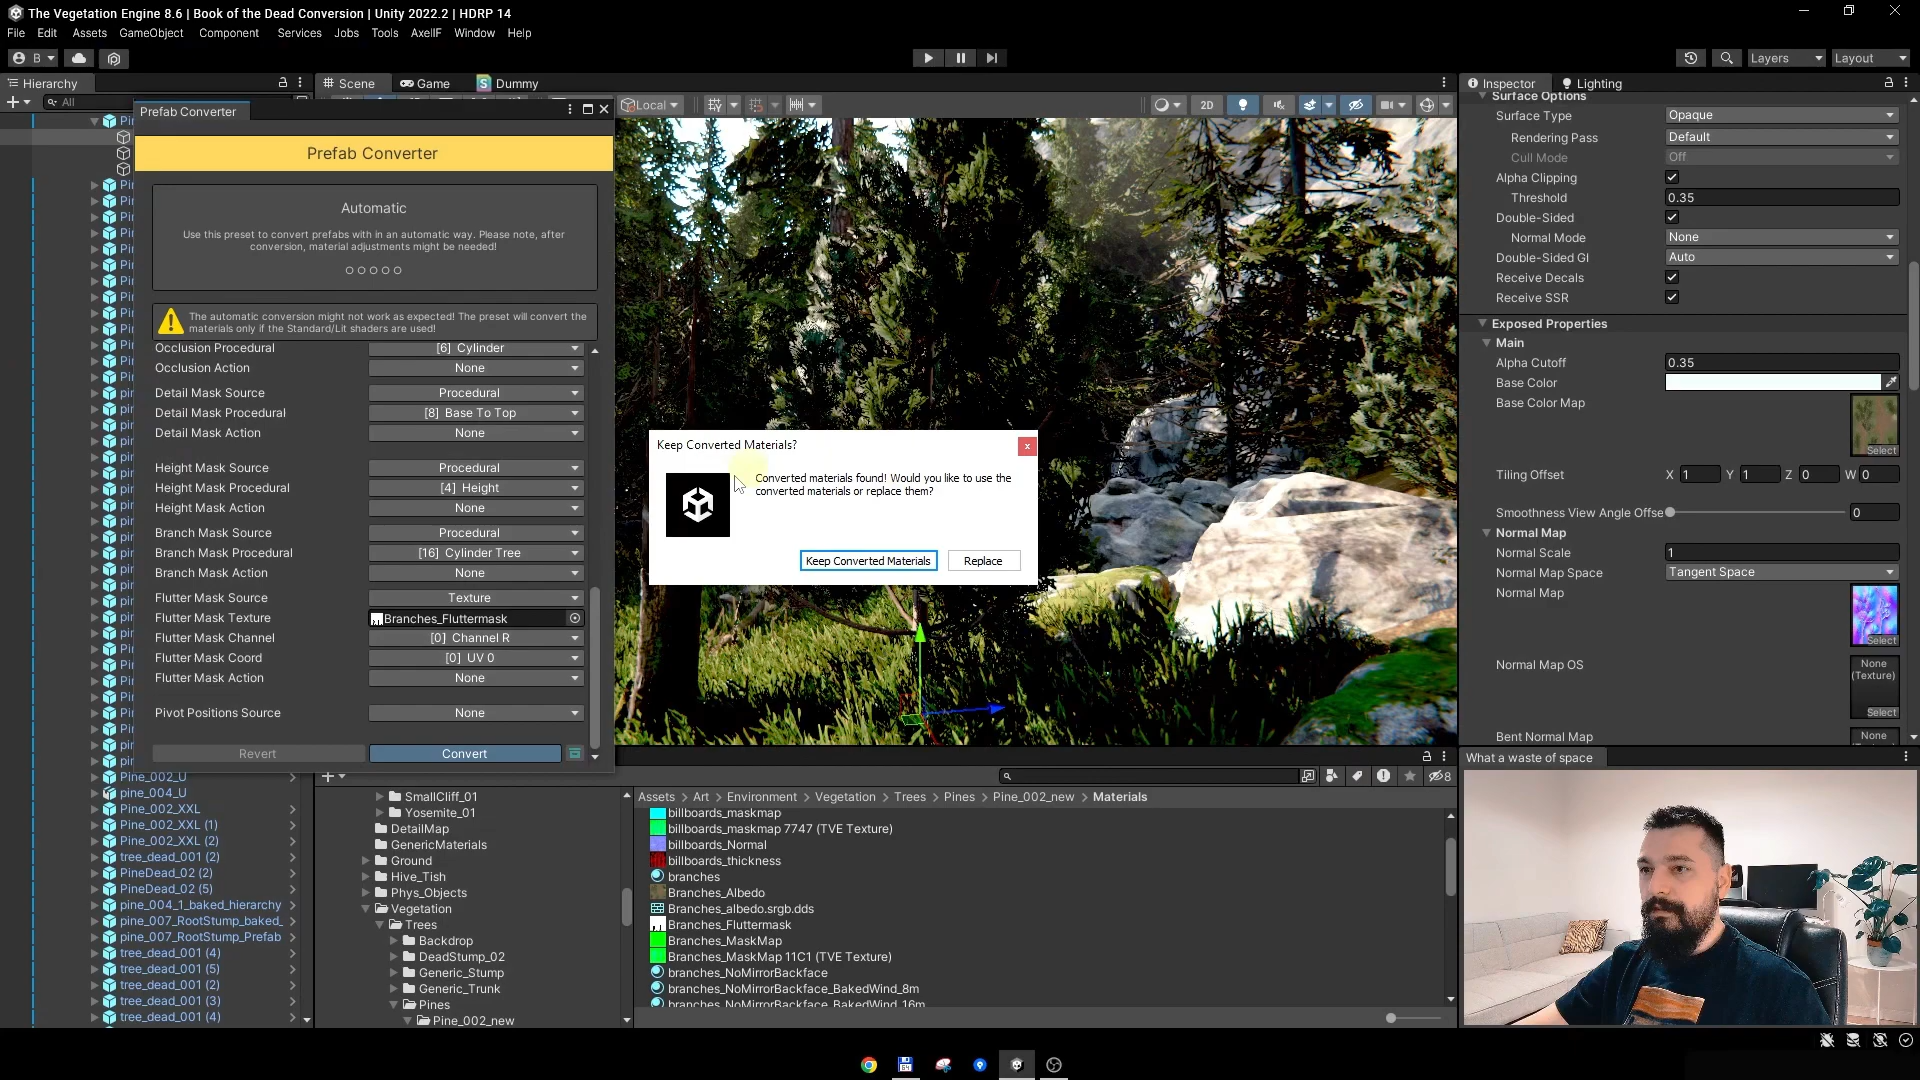 The Vegetation Engine 8.6 | Book of the Dead Conversion | Unity 2022.2 | HDRP 14
File Edit Assets GameObject Component Services Jobs Tools AxellF Window Help
B
Layers
Layout
Hierarchy
All
Prefab Converter
Prefab Converter
Automatic
Use this preset to convert prefabs with in an automatic way. Please note, after
conversion, material adjustments might be needed!
The automatic conversion might not work as expected! The preset will convert the
materials only if the Standard/Lit shaders are used!
Occlusion Procedural [6] Cylinder
Occlusion Action None
Detail Mask Source Procedural
Detail Mask Procedural [8] Base To Top
Detail Mask Action None
Height Mask Source Procedural
Height Mask Procedural [4] Height
Height Mask Action None
Branch Mask Source Procedural
Branch Mask Procedural [16] Cylinder Tree
Branch Mask Action None
Flutter Mask Source Texture
Flutter Mask Texture Branches_Fluttermask
Flutter Mask Channel [0] Channel R
Flutter Mask Coord [0] UV 0
Flutter Mask Action None
Pivot Positions Source None
Revert Convert
Pine_002_U
pine_004_U
Pine_002_XXL
Pine_002_XXL (1)
Pine_002_XXL (2)
tree_dead_001 (2)
PineDead_02 (2)
PineDead_02 (5)
pine_004_1_baked_hierarchy
pine_007_RootStump_baked_
pine_007_RootStump_Prefab
tree_dead_001 (4)
tree_dead_001 (5)
tree_dead_001 (2)
tree_dead_001 (3)
tree_dead_001 (4)
Scene Game Dummy
Local
2D
Keep Converted Materials?
Converted materials found! Would you like to use the
converted materials or replace them?
Keep Converted Materials Replace
8
SmallCliff_01
Yosemite_01
DetailMap
GenericMaterials
Ground
Hive_Tish
Phys_Objects
Vegetation
Trees
Backdrop
DeadStump_02
Generic_Stump
Generic_Trunk
Pines
Pine_002_new
Assets > Art > Environment > Vegetation > Trees > Pines > Pine_002_new > Materials
billboards_maskmap
billboards_maskmap 7747 (TVE Texture)
billboards_Normal
billboards_thickness
branches
Branches_Albedo
Branches_albedo.srgb.dds
Branches_Fluttermask
Branches_MaskMap
Branches_MaskMap 11C1 (TVE Texture)
branches_NoMirrorBackface
branches_NoMirrorBackface_BakedWind_8m
branches_NoMirrorBackface_BakedWind_16m
Inspector Lighting
Surface Options
Surface Type Opaque
Rendering Pass Default
Cull Mode Off
Alpha Clipping
Threshold 0.35
Double-Sided
Normal Mode None
Double-Sided GI Auto
Receive Decals
Receive SSR
Exposed Properties
Main
Alpha Cutoff 0.35
Base Color
Base Color Map
Select
Tiling Offset X 1 Y 1 Z 0 W 0
Smoothness View Angle Offse 0
Normal Map
Normal Scale 1
Normal Map Space Tangent Space
Normal Map
Select
Normal Map OS None
(Texture)
Select
Bent Normal Map None
What a waste of space